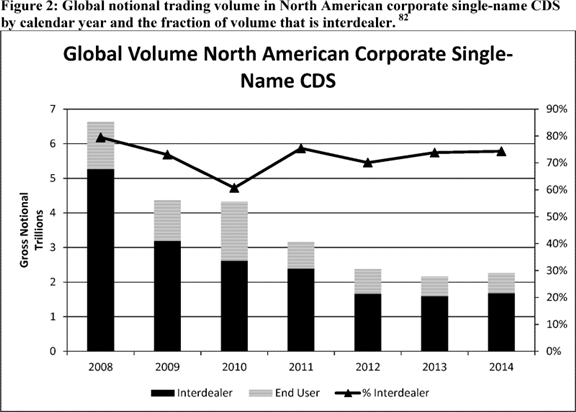 Figure 2: Global notional trading volume in North American corporate single-name CDS
by calendar year and the fraction of volume that is interdealer. 82
Global Volume North American Corporate Single-
Name CDS
7
6
5
4
3
2
1
0
Gross Notional
Trillions
90%
80%
70%
60%
50%
40%
30%
20%
10%
0%
2008 2009 2010 2011 2012 2013 2014
Interdealer End User % Interdealer